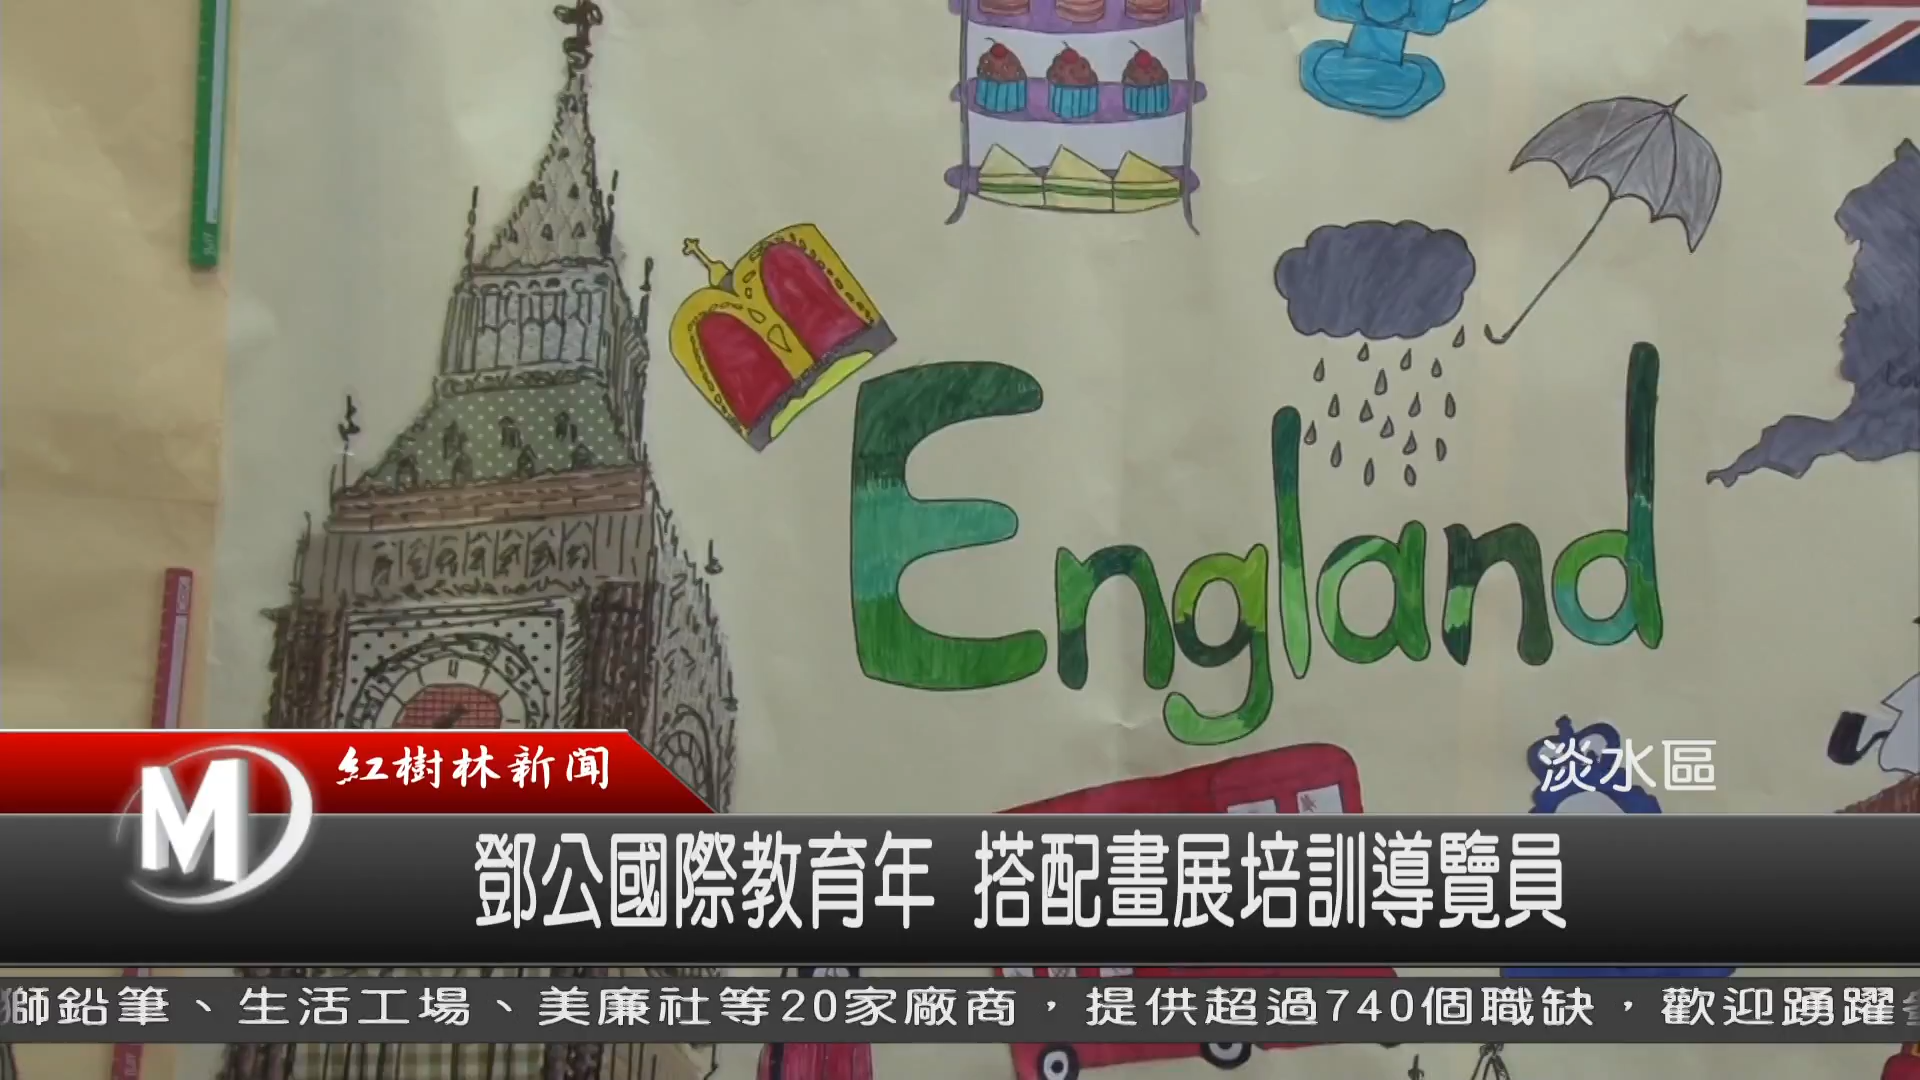 England
紅樹林新聞
M
淡水區
鄧公國際教育年 搭配畫展培訓導覽員
獅鉛筆、生活工場、美廉社等20家廠商，提供超過740個職缺，歡迎踴躍